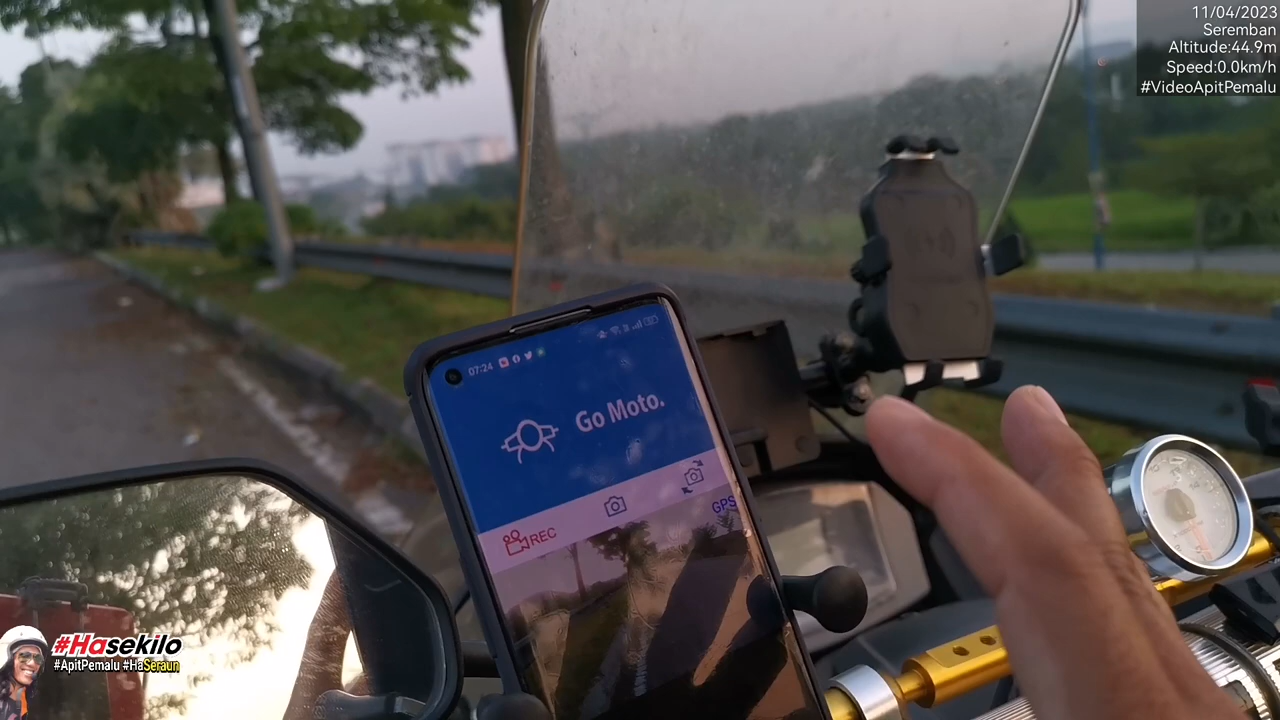 11/04/2023
Seremban
Altitude:44.9m
Speed:0.0km/h
#VideoApitPemalu
07:24
Go Moto.
REC
GPS
#Hasekilo
#ApitPemalu #HaSeraun